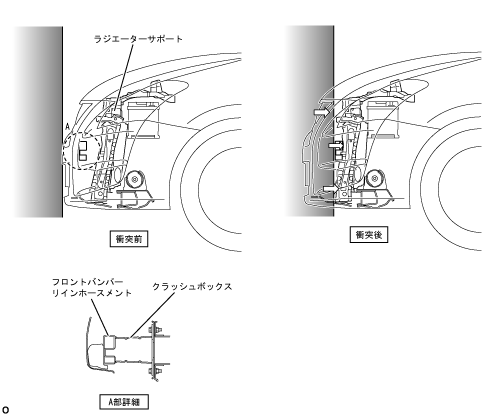 ラジエーターサポート
A
衝突前
衝突後
フロントバンパー
リインホースメント
クラッシュボックス
A部詳細
O